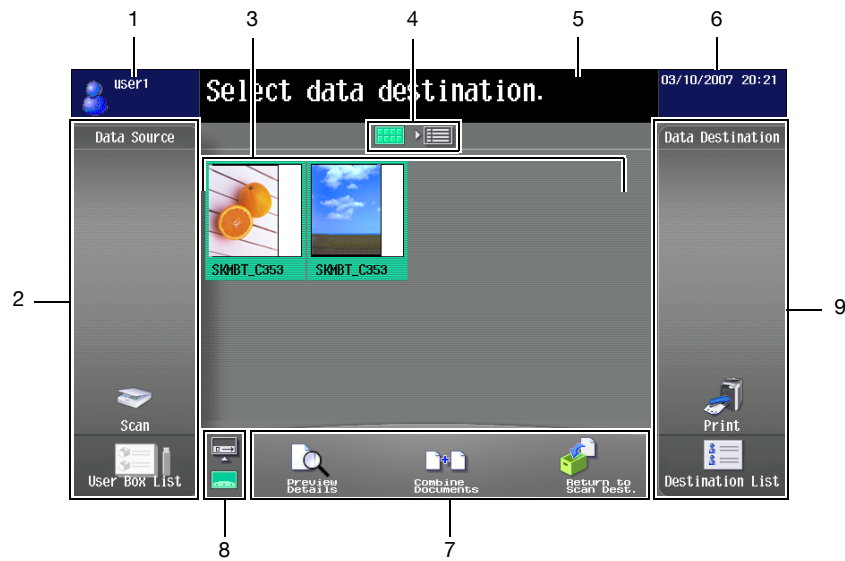 1
3
4
5
6
user1
Select data destination.
03/10/2007 20:21
Data Source
Data Destination
SKMBT_C353
SKMBT_C353
2
9
Scan
Print
User Box List
Preview
Details
Combine
Documents
Return to
Scan Dest.
Destination List
8
7